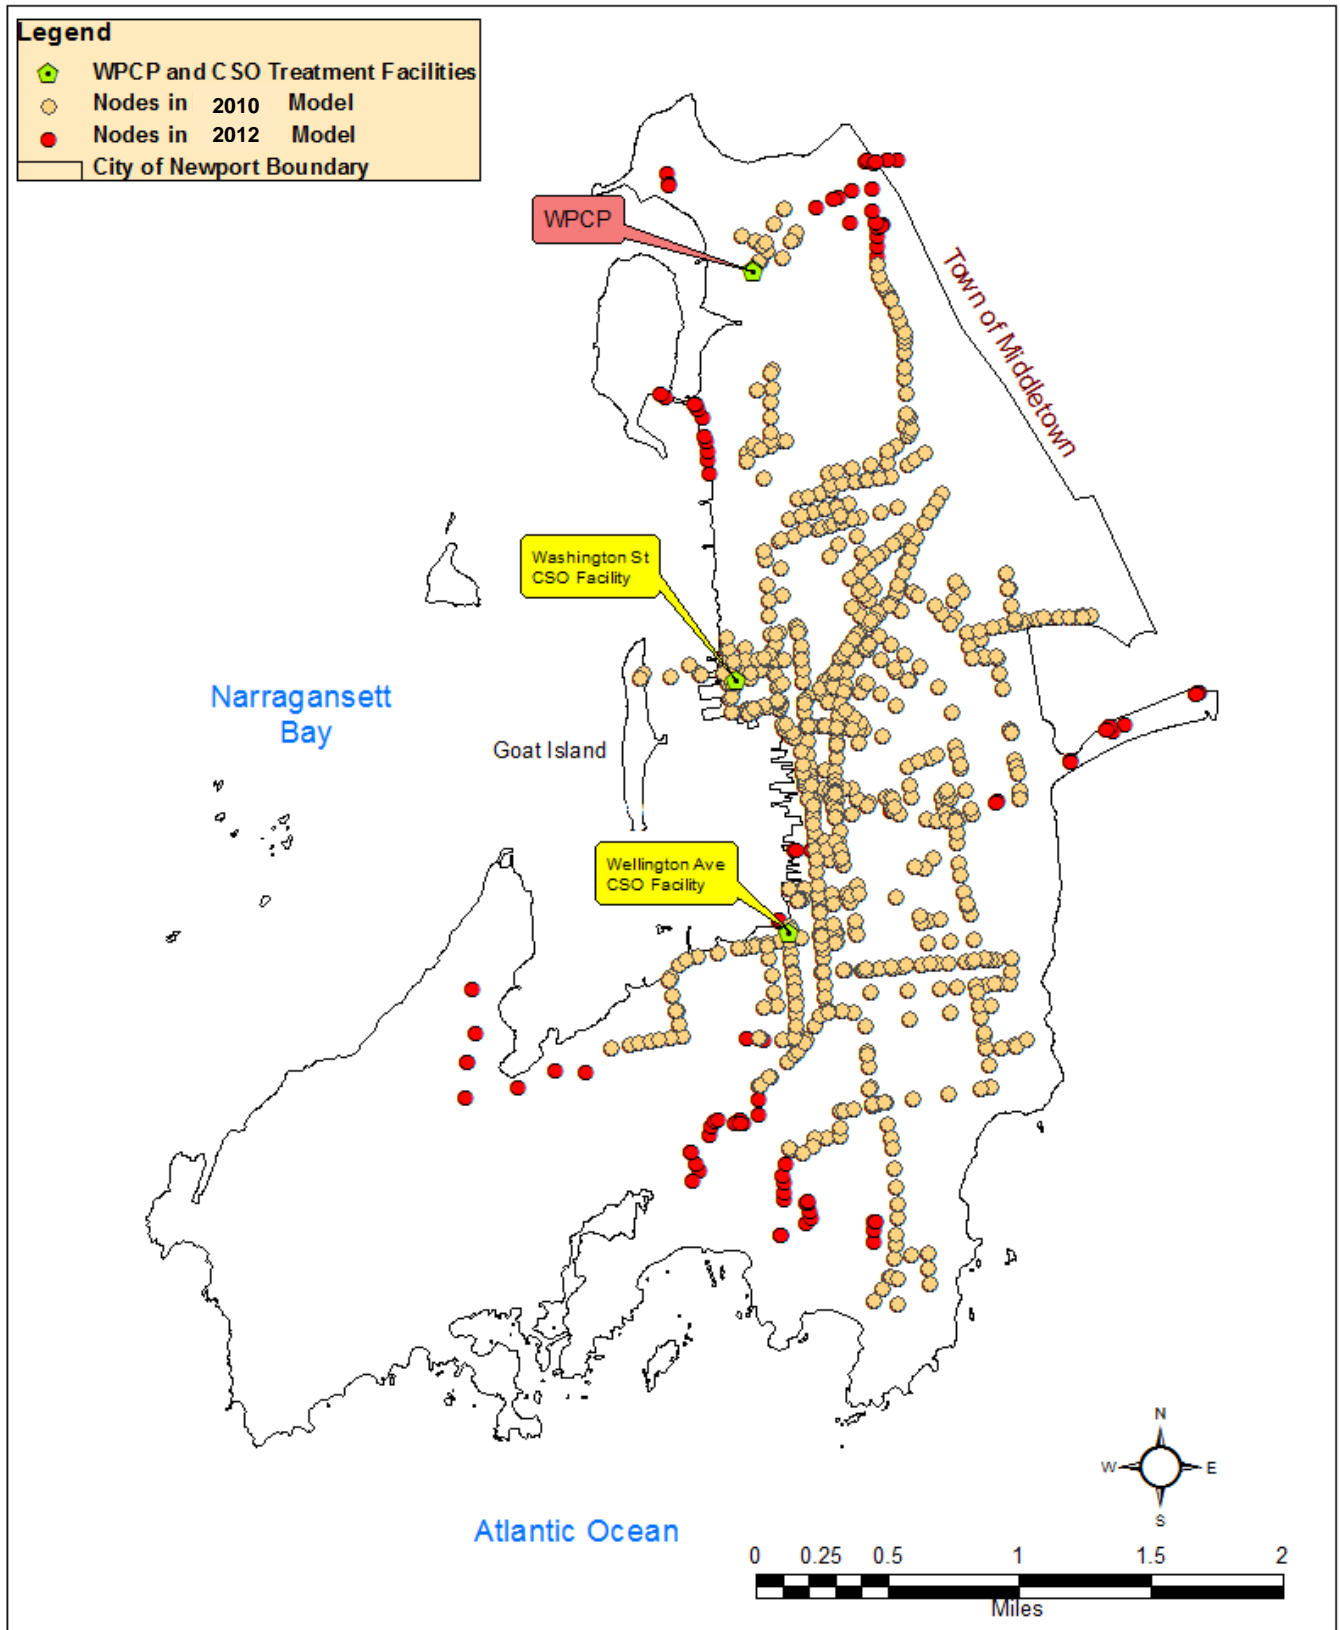 Legend
WPCP and CSO Treatment Facilities
Nodes in 2010 Model
Nodes in 2012 Model
City of Newport Boundary
WPCP
Town of Middletown
Washington St
CSO Facility
Narragansett
Bay
Goat Island
Wellington Ave
CSO Facility
N
W E
S
Atlantic Ocean
0 0.25 0.5 1 1.5 2
Miles